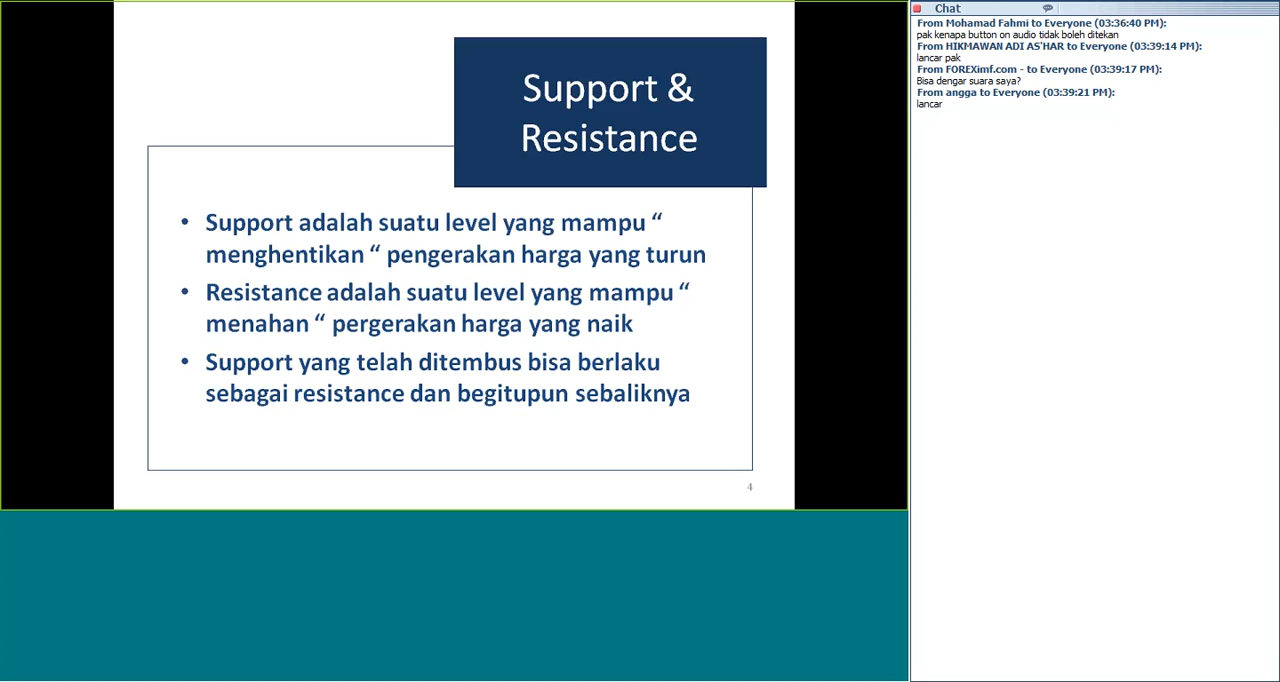 Support &
Resistance
• Support adalah suatu level yang mampu “
menghentikan “ pengerakan harga yang turun
• Resistance adalah suatu level yang mampu “
menahan “ pergerakan harga yang naik
• Support yang telah ditembus bisa berlaku
sebagai resistance dan begitupun sebaliknya
4
Chat
From Mohamad Fahmi to Everyone (03:36:40 PM):
pak kenapa button on audio tidak boleh ditekan
From HIKMAWAN ADI AS'HAR to Everyone (03:39:14 PM):
lancar pak
From FOREXimf.com - to Everyone (03:39:17 PM):
Bisa dengar suara saya?
From angga to Everyone (03:39:21 PM):
lancar